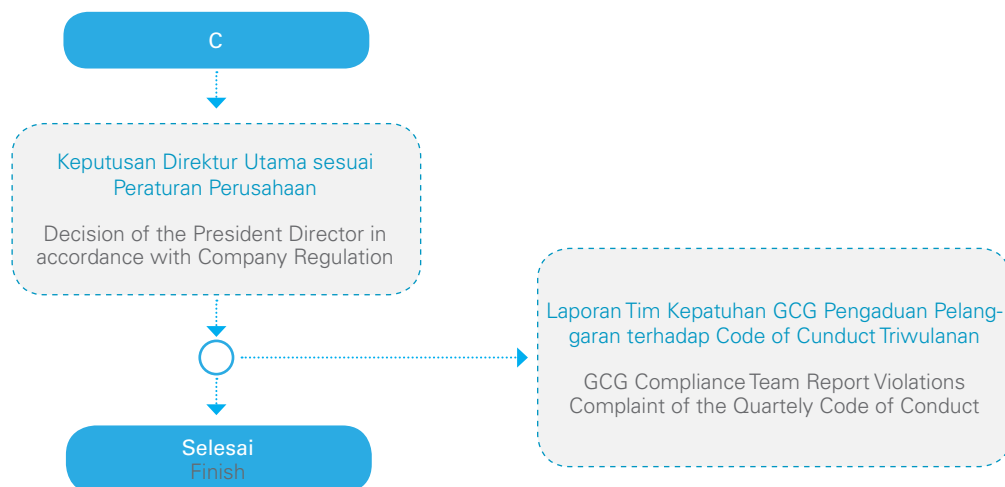 C
Keputusan Direktur Utama sesuai
Peraturan Perusahaan
Decision of the President Director in
accordance with Company Regulation
Laporan Tim Kepatuhan GCG Pengaduan Pelang-
garan terhadap Code of Cunduct Triwulanan
GCG Compliance Team Report Violations
Complaint of the Quartely Code of Conduct
Selesai
Finish